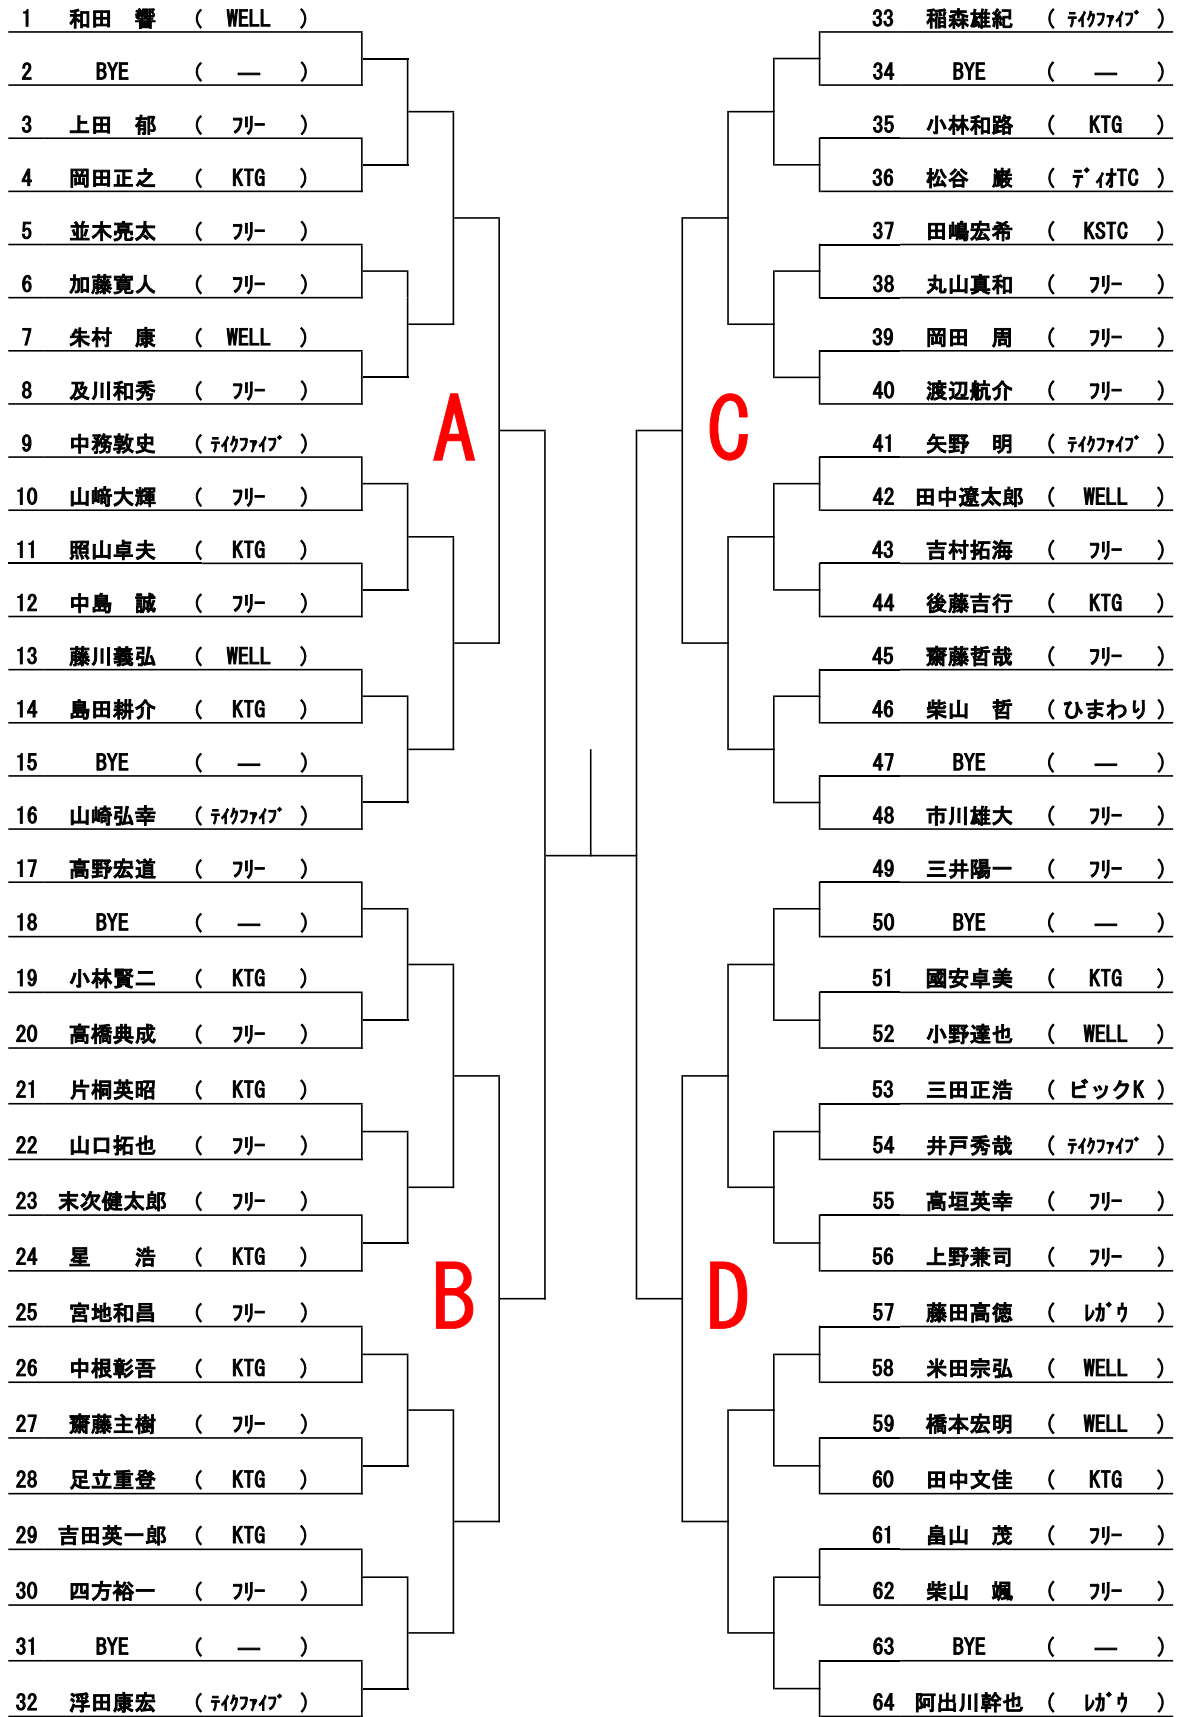 1 和田　響 ( WELL )
2 BYE ( ― )
3 上田　郁 ( ﾌﾘｰ )
4 岡田正之 ( KTG )
5 並木亮太 ( ﾌﾘｰ )
6 加藤寛人 ( ﾌﾘｰ )
7 朱村　康 ( WELL )
8 及川和秀 ( ﾌﾘｰ )
A
9 中務敦史 ( ﾃｲｸﾌｧｲﾌﾞ )
10 山﨑大輝 ( ﾌﾘｰ )
11 照山卓夫 ( KTG )
12 中島　誠 ( ﾌﾘｰ )
13 藤川義弘 ( WELL )
14 島田耕介 ( KTG )
15 BYE ( ― )
16 山崎弘幸 ( ﾃｲｸﾌｧｲﾌﾞ )
17 高野宏道 ( ﾌﾘｰ )
18 BYE ( ― )
19 小林賢二 ( KTG )
20 高橋典成 ( ﾌﾘｰ )
21 片桐英昭 ( KTG )
22 山口拓也 ( ﾌﾘｰ )
23 末次健太郎 ( ﾌﾘｰ )
24 星　　浩 ( KTG )
B
25 宮地和昌 ( ﾌﾘｰ )
26 中根彰吾 ( KTG )
27 齋藤主樹 ( ﾌﾘｰ )
28 足立重登 ( KTG )
29 吉田英一郎 ( KTG )
30 四方裕一 ( ﾌﾘｰ )
31 BYE ( ― )
32 浮田康宏 ( ﾃｲｸﾌｧｲﾌﾞ )
33 稲森雄紀 ( ﾃｲｸﾌｧｲﾌﾞ )
34 BYE ( ― )
35 小林和路 ( KTG )
36 松谷　巌 ( ﾃﾞｨｵTC )
37 田嶋宏希 ( KSTC )
38 丸山真和 ( ﾌﾘｰ )
39 岡田　周 ( ﾌﾘｰ )
40 渡辺航介 ( ﾌﾘｰ )
C
41 矢野　明 ( ﾃｲｸﾌｧｲﾌﾞ )
42 田中遼太郎 ( WELL )
43 吉村拓海 ( ﾌﾘｰ )
44 後藤吉行 ( KTG )
45 齋藤哲哉 ( ﾌﾘｰ )
46 柴山　哲 ( ひまわり )
47 BYE ( ― )
48 市川雄大 ( ﾌﾘｰ )
49 三井陽一 ( ﾌﾘｰ )
50 BYE ( ― )
51 國安卓美 ( KTG )
52 小野達也 ( WELL )
53 三田正浩 ( ビックK )
54 井戸秀哉 ( ﾃｲｸﾌｧｲﾌﾞ )
55 高垣英幸 ( ﾌﾘｰ )
56 上野兼司 ( ﾌﾘｰ )
D
57 藤田高徳 ( ﾚｶﾞｳ )
58 米田宗弘 ( WELL )
59 橋本宏明 ( WELL )
60 田中文佳 ( KTG )
61 畠山　茂 ( ﾌﾘｰ )
62 柴山　颯 ( ﾌﾘｰ )
63 BYE ( ― )
64 阿出川幹也 ( ﾚｶﾞｳ )